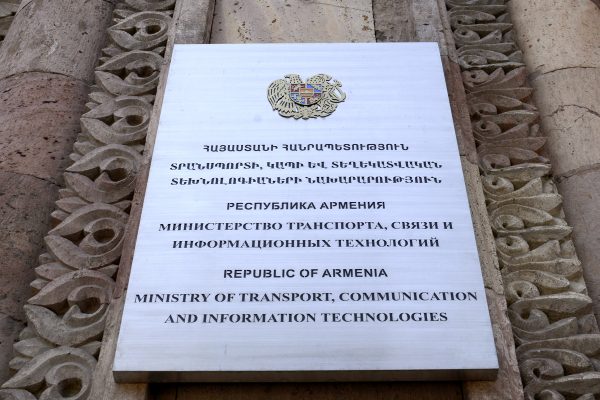 ՀԱՅԱՍՏԱՆԻ ՀԱՆՐԱՊԵՏՈՒԹՅՈՒՆ
ՏՐԱՆՍՊՈՐՏԻ, ԿԱՊԻ ԵՎ ՏԵՂԵԿԱՏՎԱԿԱՆ
ՏԵԽՆՈԼՈԳԻԱՆԵՐԻ ՆԱԽԱՐԱՐՈՒԹՅՈՒՆ
РЕСПУБЛИКА АРМЕНИЯ
МИНИСТЕРСТВО ТРАНСПОРТА, СВЯЗИ И
ИНФОРМАЦИОННЫХ ТЕХНОЛОГИЙ
REPUBLIC OF ARMENIA
MINISTRY OF TRANSPORT, COMMUNICATION
AND INFORMATION TECHNOLOGIES